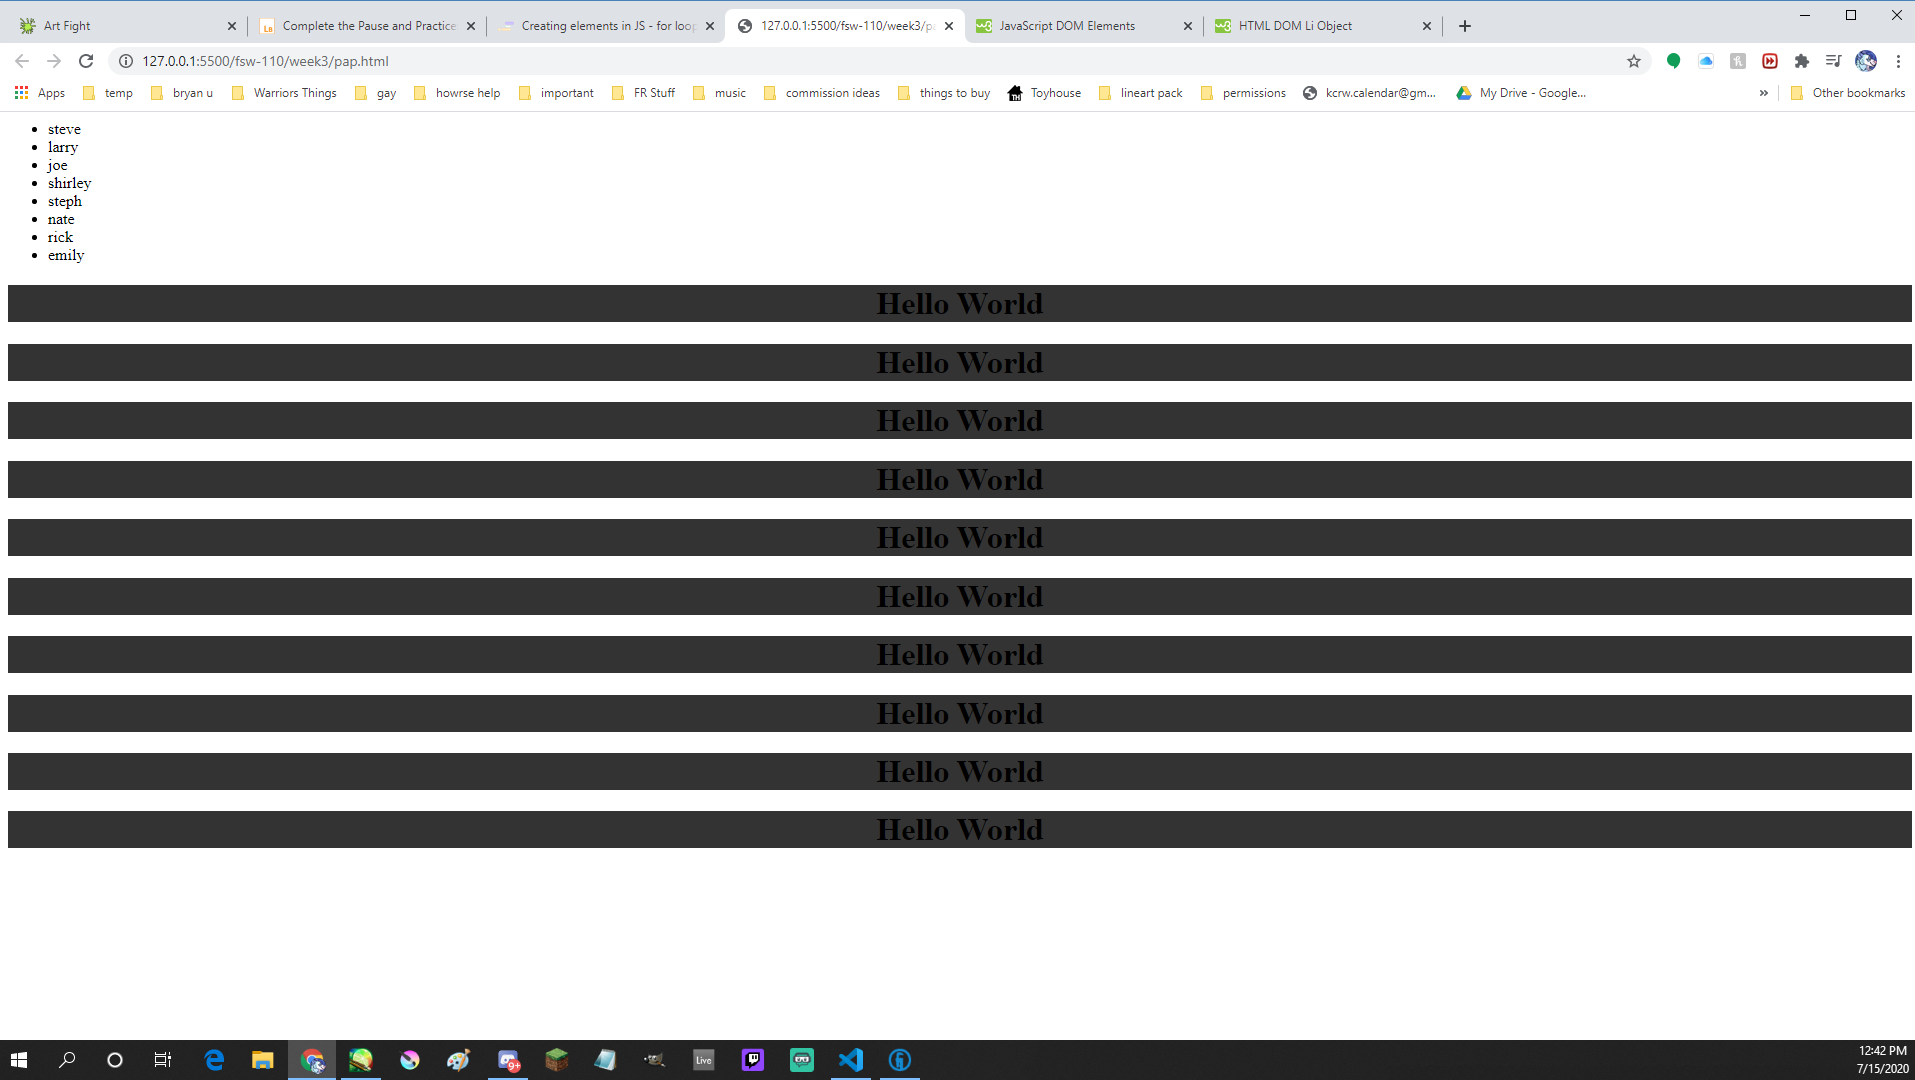 Art Fight
Complete the Pause and Practice
Creating elements in JS - for loop
127.0.0.1:5500/fsw-110/week3/pa
JavaScript DOM Elements
HTML DOM Li Object
127.0.0.1:5500/fsw-110/week3/pap.html
Apps temp bryan u Warriors Things gay howrse help important FR Stuff music commission ideas things to buy Toyhouse lineart pack permissions kcrw.calendar@gm... My Drive - Google... » Other bookmarks
steve
larry
joe
shirley
steph
nate
rick
emily
Hello World
Hello World
Hello World
Hello World
Hello World
Hello World
Hello World
Hello World
Hello World
Hello World
9+
Live
12:42 PM
7/15/2020